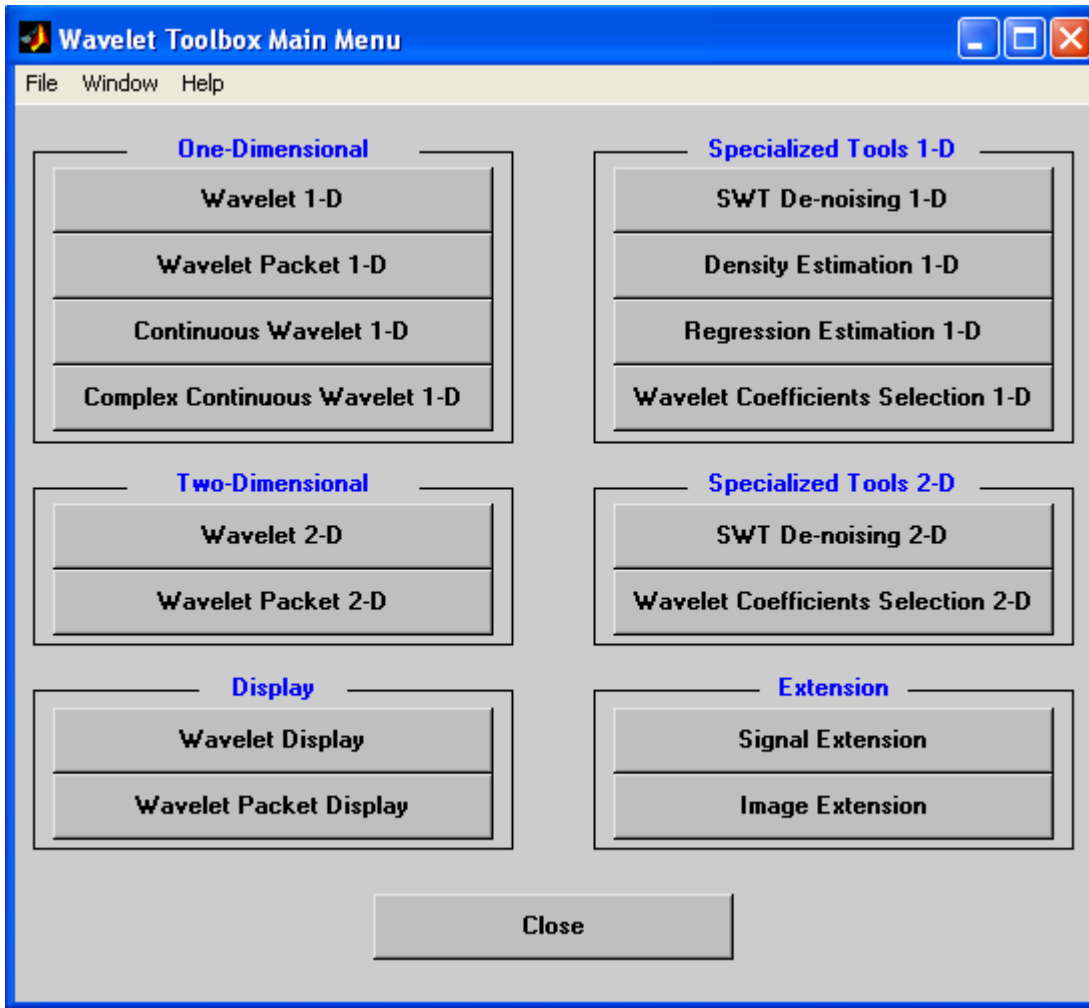 Wavelet Toolbox Main Menu
File Window Help
One-Dimensional
Wavelet 1-D
Wavelet Packet 1-D
Continuous Wavelet 1-D
Complex Continuous Wavelet 1-D
Specialized Tools 1-D
SWT De-noising 1-D
Density Estimation 1-D
Regression Estimation 1-D
Wavelet Coefficients Selection 1-D
Two-Dimensional
Wavelet 2-D
Wavelet Packet 2-D
Specialized Tools 2-D
SWT De-noising 2-D
Wavelet Coefficients Selection 2-D
Display
Wavelet Display
Wavelet Packet Display
Extension
Signal Extension
Image Extension
Close